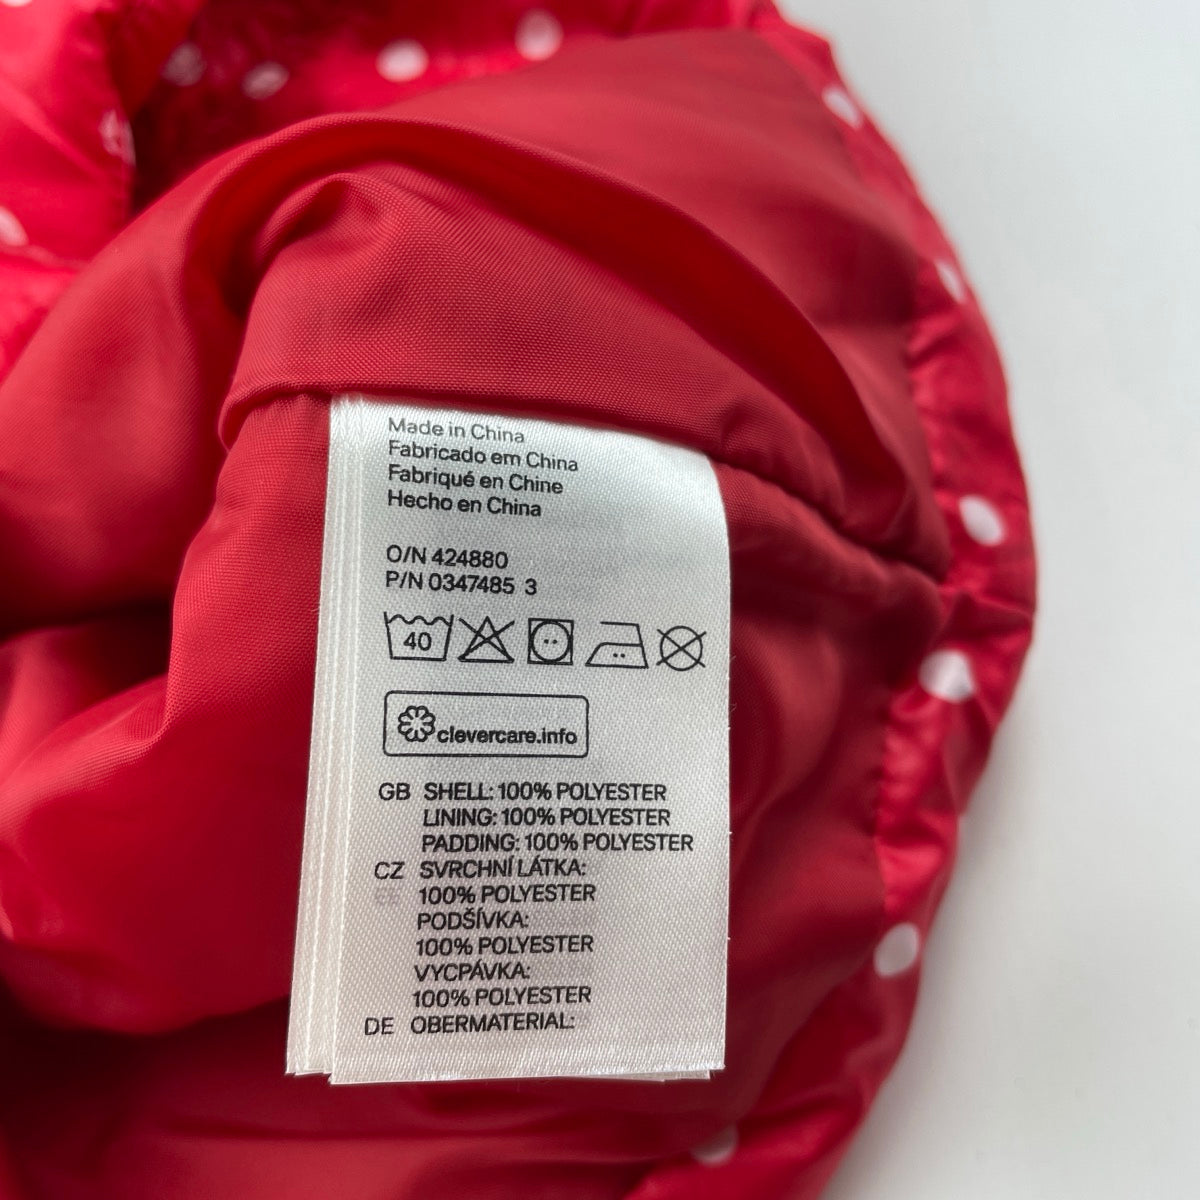 Made in China
Fabricado em China
Fabriqué en Chine
Hecho en China
O/N 424880
P/N 0347485 3
40
clevercare.info
GB SHELL: 100% POLYESTER
LINING: 100% POLYESTER
PADDING: 100% POLYESTER
CZ SVRCHNÍ LÁTKA:
100% POLYESTER
PODŠÍVKA:
100% POLYESTER
VYCPÁVKA:
100% POLYESTER
DE OBERMATERIAL: